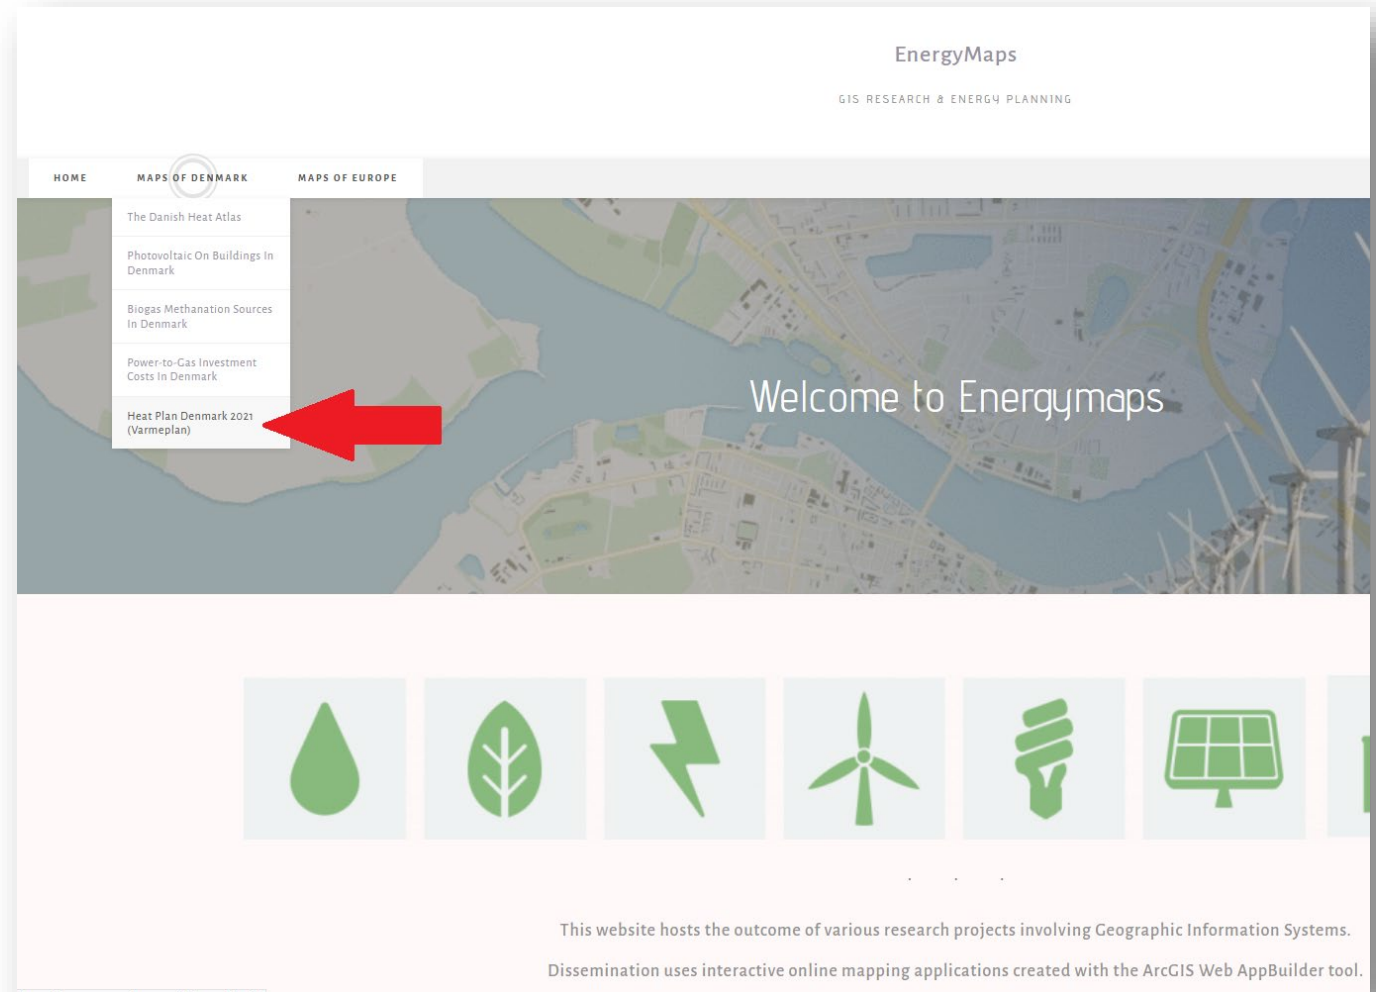 EnergyMaps
GIS RESEARCH & ENERGY PLANNING
HOME
MAPS OF DENMARK
MAPS OF EUROPE
The Danish Heat Atlas
Photovoltaic On Buildings In
Denmark
Biogas Methanation Sources
In Denmark
Power-to-Gas Investment
Costs In Denmark
Heat Plan Denmark 2021
(Varmeplan)
Welcome to Energymaps
. . .
This website hosts the outcome of various research projects involving Geographic Information Systems.
Dissemination uses interactive online mapping applications created with the ArcGIS Web AppBuilder tool.